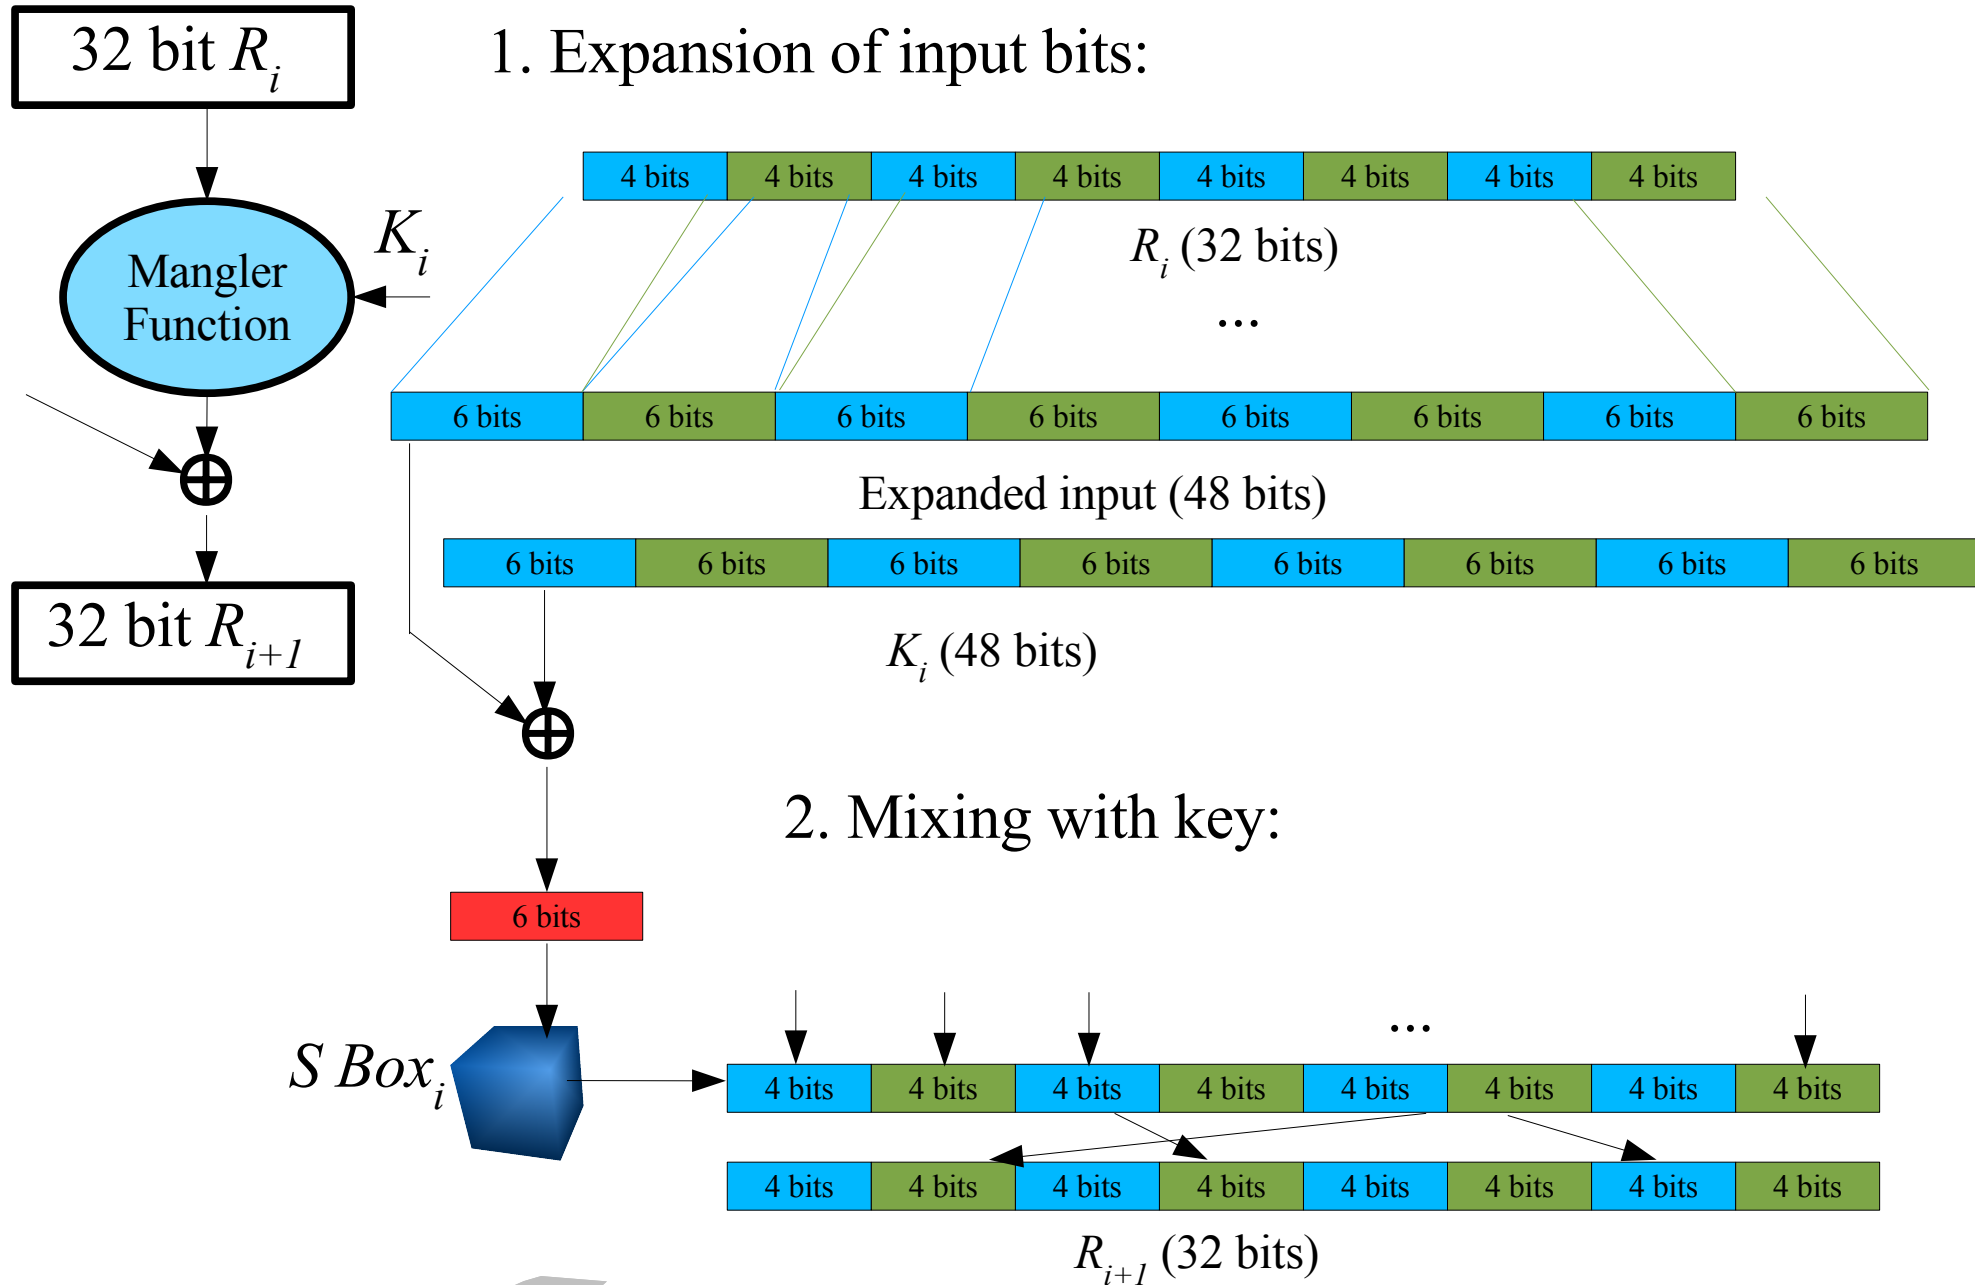 32 bit R_i
1. Expansion of input bits:
4 bits 4 bits 4 bits 4 bits 4 bits 4 bits 4 bits 4 bits
R_i (32 bits)
K_i
Mangler
Function
...
6 bits 6 bits 6 bits 6 bits 6 bits 6 bits 6 bits 6 bits
Expanded input (48 bits)
6 bits 6 bits 6 bits 6 bits 6 bits 6 bits 6 bits 6 bits
32 bit R_{i+1}
K_i (48 bits)
2. Mixing with key:
6 bits
...
S Box_i
4 bits 4 bits 4 bits 4 bits 4 bits 4 bits 4 bits 4 bits
4 bits 4 bits 4 bits 4 bits 4 bits 4 bits 4 bits 4 bits
R_{i+1} (32 bits)